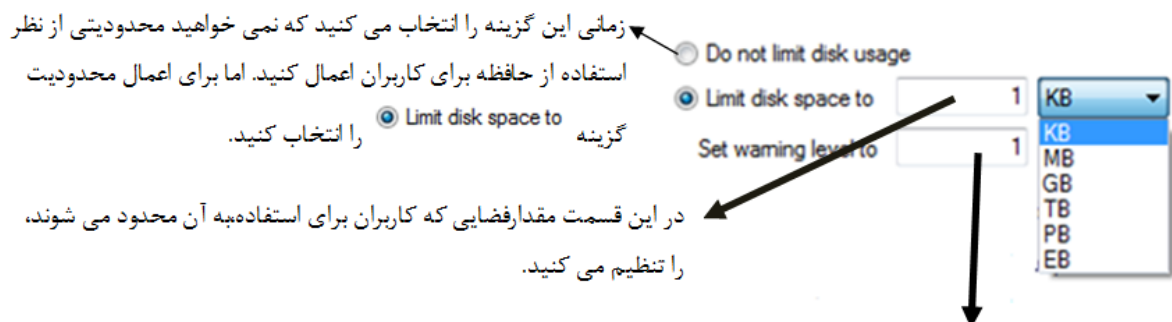 زمانی این گزینه را انتخاب می کنید که نمی خواهید محدودیتی از نظر
استفاده از حافظه برای کاربران اعمال کنید. اما برای اعمال محدودیت
گزینه Limit disk space to را انتخاب کنید.
Do not limit disk usage
Limit disk space to 1 KB
Set warning level to 1
KB
MB
GB
TB
PB
EB
در این قسمت مقدارفضایی که کاربران برای استفاده،به آن محدود می شوند،
را تنظیم می کنید.